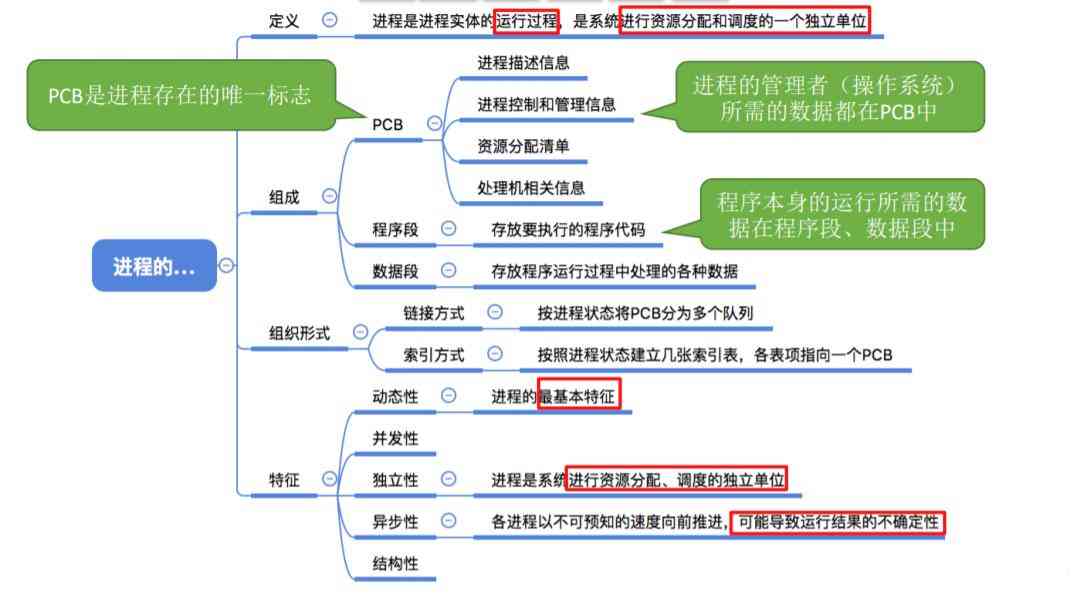 定义
进程是进程实体的运行过程，是系统进行资源分配和调度的一个独立单位
PCB是进程存在的唯一标志
PCB
进程描述信息
进程控制和管理信息
资源分配清单
处理机相关信息
进程的管理者（操作系统）
所需的数据都在PCB中
组成
程序段
存放要执行的程序代码
程序本身的运行所需的数
据在程序段、数据段中
数据段
存放程序运行过程中处理的各种数据
进程的...
组织形式
链接方式
按进程状态将PCB分为多个队列
索引方式
按照进程状态建立几张索引表，各表项指向一个PCB
特征
动态性
进程的最基本特征
并发性
独立性
进程是系统进行资源分配、调度的独立单位
异步性
各进程以不可预知的速度向前推进，可能导致运行结果的不确定性
结构性